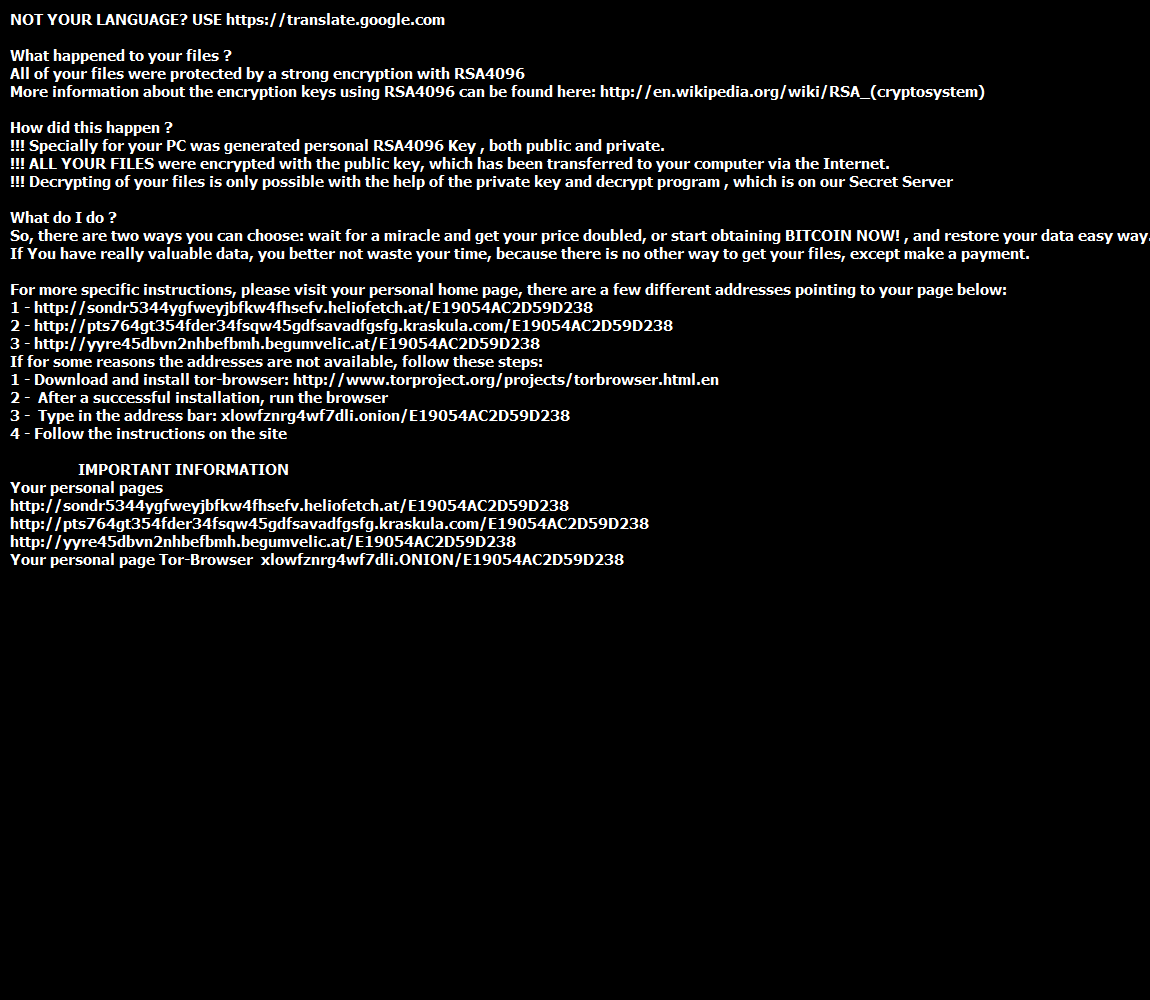 NOT YOUR LANGUAGE? USE https://translate.google.com
What happened to your files ?
All of your files were protected by a strong encryption with RSA4096
More information about the encryption keys using RSA4096 can be found here: http://en.wikipedia.org/wiki/RSA_(cryptosystem)
How did this happen ?
!!! Specially for your PC was generated personal RSA4096 Key , both public and private.
!!! ALL YOUR FILES were encrypted with the public key, which has been transferred to your computer via the Internet.
!!! Decrypting of your files is only possible with the help of the private key and decrypt program , which is on our Secret Server
What do I do ?
So, there are two ways you can choose: wait for a miracle and get your price doubled, or start obtaining BITCOIN NOW! , and restore your data easy way.
If You have really valuable data, you better not waste your time, because there is no other way to get your files, except make a payment.
For more specific instructions, please visit your personal home page, there are a few different addresses pointing to your page below:
1 - http://sondr5344ygfweyjbfkw4fhsefv.heliofetch.at/E19054AC2D59D238
2 - http://pts764gt354fder34fsqw45gdfsavadfgsfg.kraskula.com/E19054AC2D59D238
3 - http://yyre45dbvn2nhbefbmh.begumvelic.at/E19054AC2D59D238
If for some reasons the addresses are not available, follow these steps:
1 - Download and install tor-browser: http://www.torproject.org/projects/torbrowser.html.en
2 -  After a successful installation, run the browser
3 -  Type in the address bar: xlowfznrg4wf7dli.onion/E19054AC2D59D238
4 - Follow the instructions on the site
IMPORTANT INFORMATION
Your personal pages
http://sondr5344ygfweyjbfkw4fhsefv.heliofetch.at/E19054AC2D59D238
http://pts764gt354fder34fsqw45gdfsavadfgsfg.kraskula.com/E19054AC2D59D238
http://yyre45dbvn2nhbefbmh.begumvelic.at/E19054AC2D59D238
Your personal page Tor-Browser  xlowfznrg4wf7dli.ONION/E19054AC2D59D238